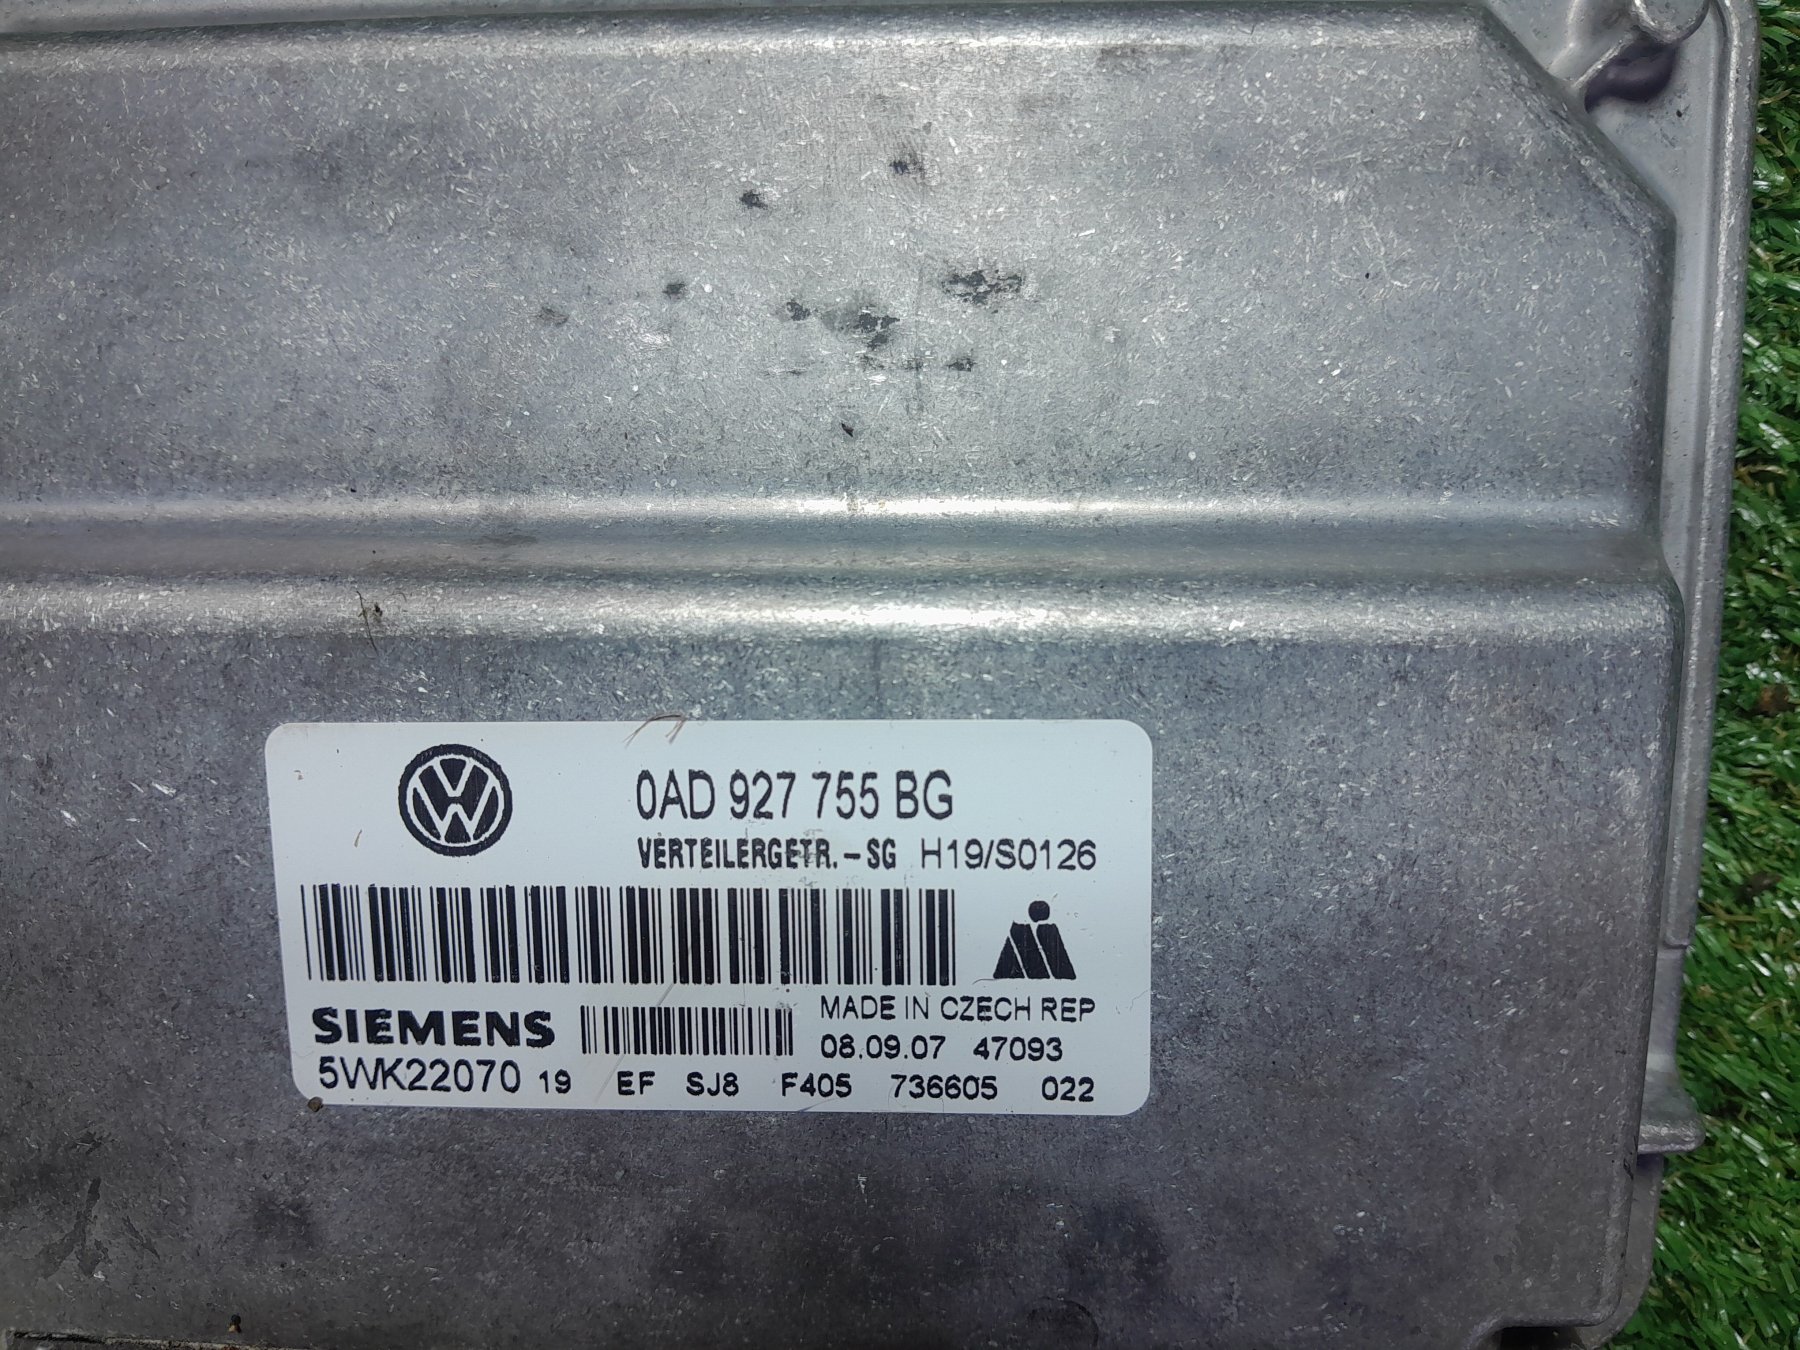 0AD 927 755 BG
VERTEILERGETR.-SG H19/S0126
SIEMENS
MADE IN CZECH REP
08.09.07 47093
5WK22070 19 EF SJ8 F405 736605 022